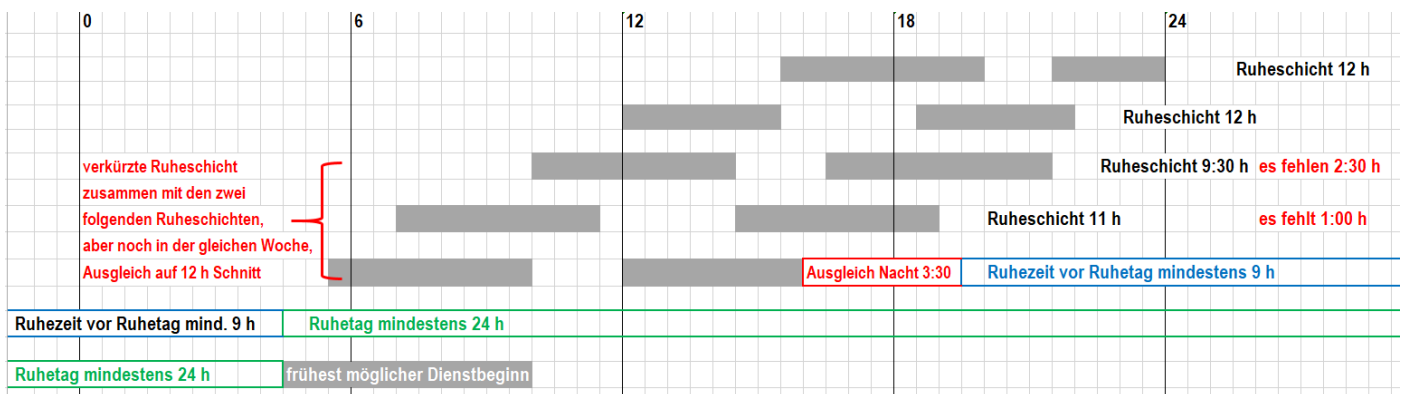 0 6 12 18 24
Ruheschicht 12 h
Ruheschicht 12 h
verkürzte Ruheschicht
zusammen mit den zwei
folgenden Ruheschichten,
aber noch in der gleichen Woche,
Ausgleich auf 12 h Schnitt
Ruheschicht 9:30 h es fehlen 2:30 h
Ruheschicht 11 h es fehlt 1:00 h
Ausgleich Nacht 3:30 Ruhezeit vor Ruhetag mindestens 9 h
Ruhezeit vor Ruhetag mind. 9 h Ruhetag mindestens 24 h
Ruhetag mindestens 24 h frühest möglicher Dienstbeginn